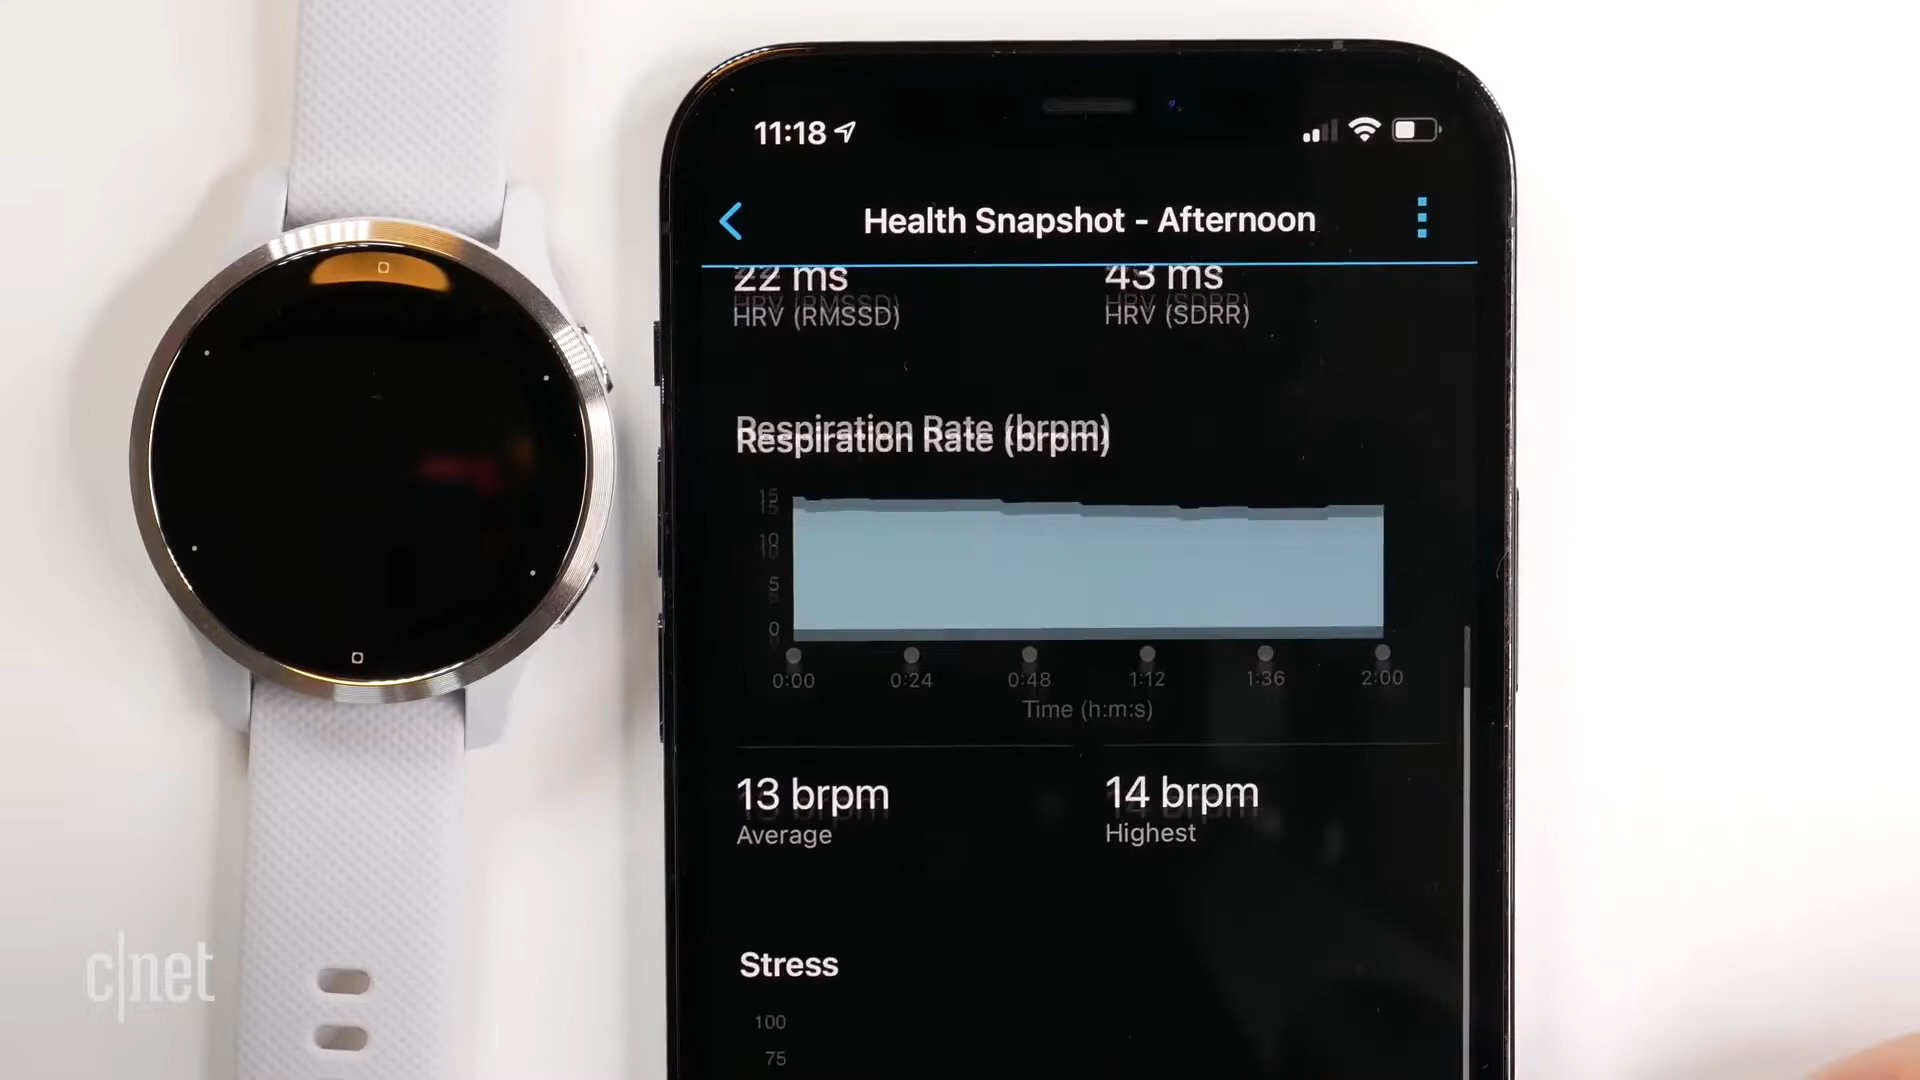 11:18
Health Snapshot - Afternoon
22 ms 43 ms
HRV (RMSSD) HRV (SDRR)
Respiration Rate (brpm)
15
10
5
0
0:00 0:24 0:48 1:12 1:36 2:00
Time (h:m:s)
13 brpm 14 brpm
Average Highest
Stress
100
75
c|net